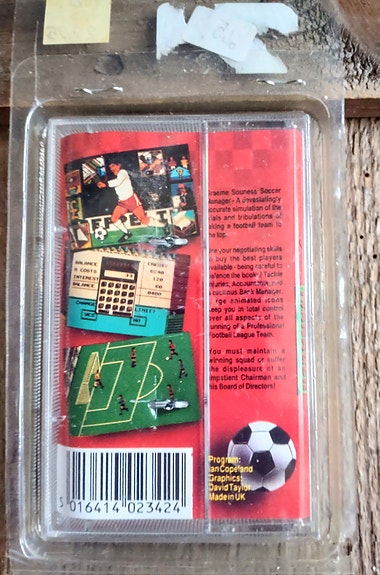 Graeme Souness Soccer
Manager - A devastatingly
accurate simulation of the
trials and tribulations of
taking a football team to
the top.
Use your negotiating skills
to buy the best players
available - being careful to
balance the books! Tackle
Injuries, Accountants, and
a
Bank Manager.
Large animated icons
keep you in total control
over all aspects of the
running of a Professional
Football League Team.
You must maintain a
winning squad or suffer
the displeasure of an
impatient Chairman and
his Board of Directors!
BALANCE
& COSTS
INTEREST
BALANCE
CHANGE
LIMIT?
NO
Program:
Ian Copeland
Graphics:
David Taylor
Made in UK
5 016414 023424